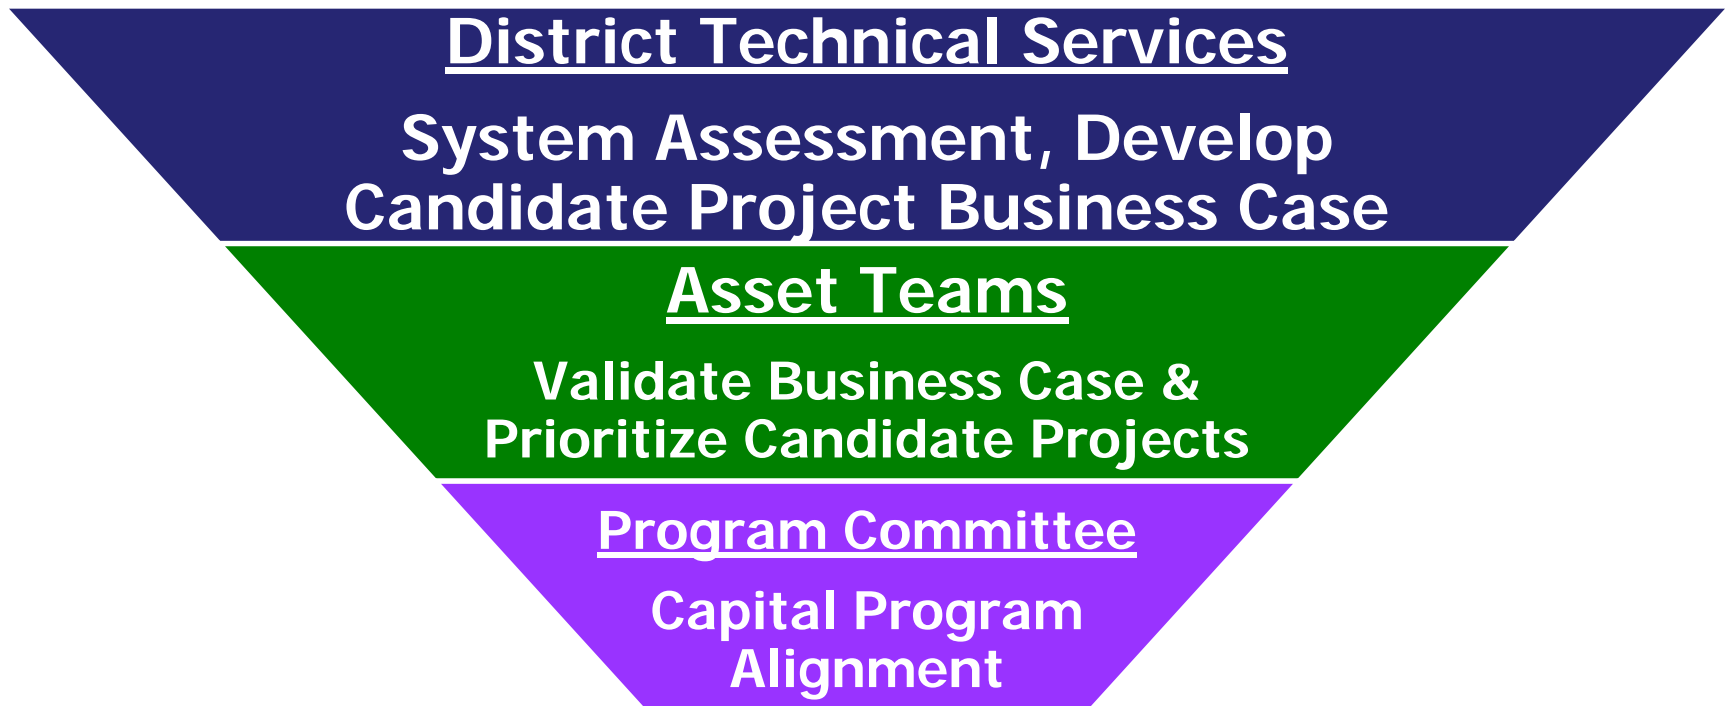 District Technical Services
System Assessment, Develop
Candidate Project Business Case
Asset Teams
Validate Business Case &
Prioritize Candidate Projects
Program Committee
Capital Program
Alignment